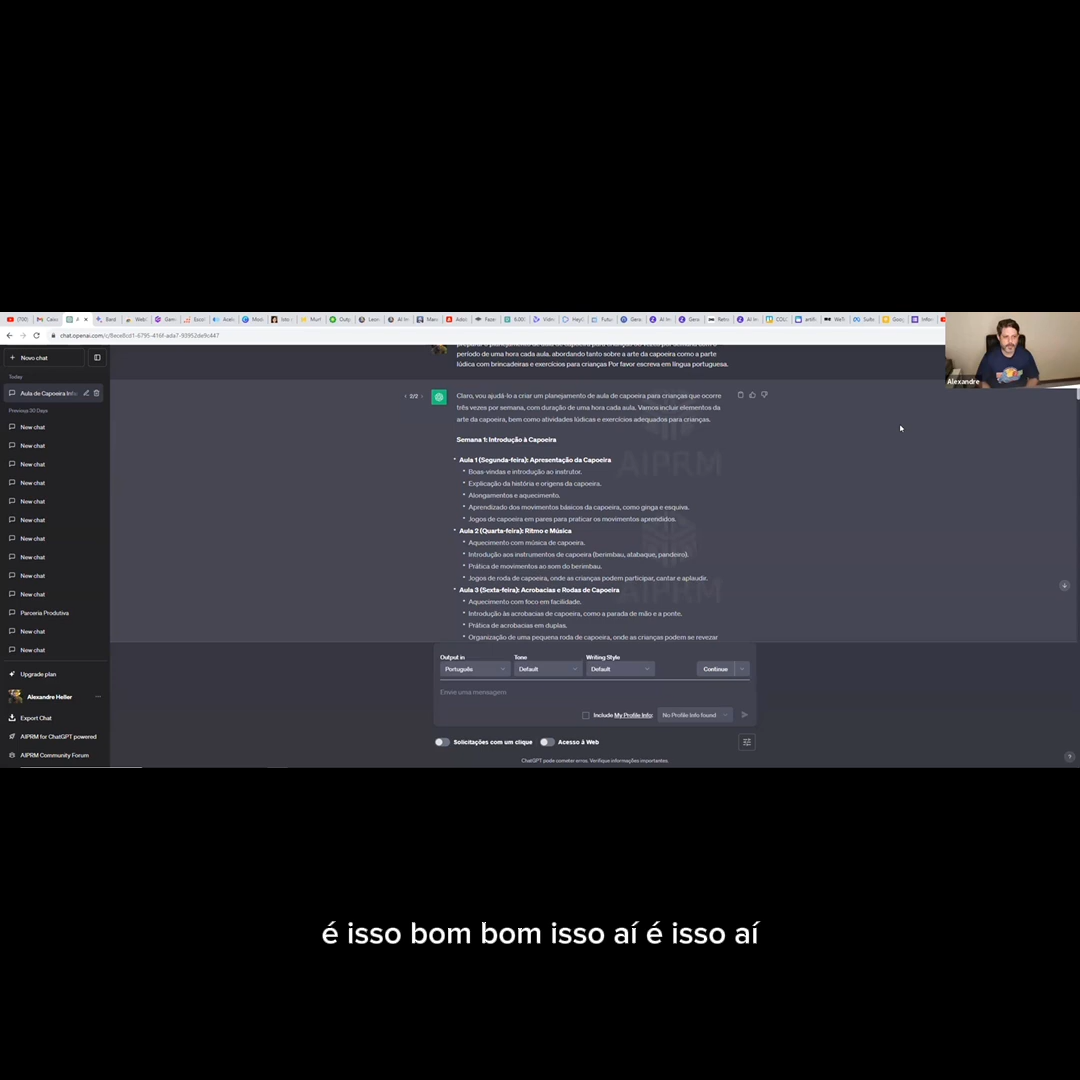 Bard
chat.openai.com/c/8ece8cd1-6795-416f-ada7-93952de9c447
Alexandre
Novo chat
Today
Aula de Capoeira Infa
Previous 30 Days
New chat
New chat
New chat
New chat
New chat
New chat
New chat
New chat
New chat
New chat
Parceria Produtiva
New chat
New chat
Upgrade plan
Alexandre Heller
Export Chat
AIPRM for ChatGPT powered
AIPRM Community Forum
período de uma hora cada aula, abordando tanto sobre a arte da capoeira como a parte
lúdica com brincadeiras e exercícios para crianças Por favor escreva em língua portuguesa.
2/2
Claro, vou ajudá-lo a criar um planejamento de aula de capoeira para crianças que ocorre
três vezes por semana, com duração de uma hora cada aula. Vamos incluir elementos da
arte da capoeira, bem como atividades lúdicas e exercícios adequados para crianças.
Semana 1: Introdução à Capoeira
• Aula 1 (Segunda-feira): Apresentação da Capoeira
• Boas-vindas e introdução ao instrutor.
• Explicação da história e origens da capoeira.
• Alongamentos e aquecimento.
• Aprendizado dos movimentos básicos da capoeira, como ginga e esquiva.
• Jogos de capoeira em pares para praticar os movimentos aprendidos.
• Aula 2 (Quarta-feira): Ritmo e Música
• Aquecimento com música de capoeira.
• Introdução aos instrumentos de capoeira (berimbau, atabaque, pandeiro).
• Prática de movimentos ao som do berimbau.
• Jogos de roda de capoeira, onde as crianças podem participar, cantar e aplaudir.
• Aula 3 (Sexta-feira): Acrobacias e Rodas de Capoeira
• Aquecimento com foco em facilidade.
• Introdução às acrobacias de capoeira, como a parada de mão e a ponte.
• Prática de acrobacias em duplas.
• Organização de uma pequena roda de capoeira, onde as crianças podem se revezar
AIPRM
AIPRM
Output in Tone Writing Style
Português Default Default Continue
Envie uma mensagem
Include My Profile Info: No Profile Info found
Solicitações com um clique Acesso à Web
ChatGPT pode cometer erros. Verifique informações importantes.
é isso bom bom isso aí é isso aí